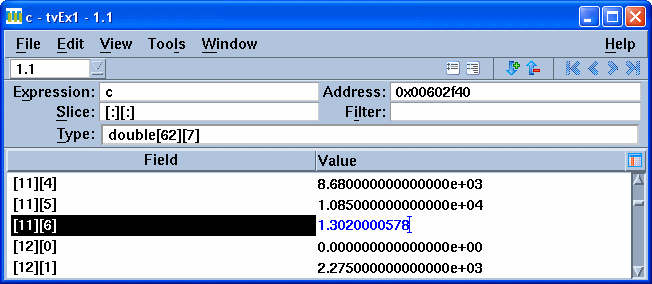 c - tvEx1 - 1.1
File Edit View Tools Window Help
1.1
Expression: c Address: 0x00602f40
Slice: [:][:] Filter:
Type: double[62][7]
Field Value
[11][4] 8.680000000000000e+03
[11][5] 1.085000000000000e+04
[11][6] 1.3020000578
[12][0] 0.000000000000000e+00
[12][1] 2.275000000000000e+03